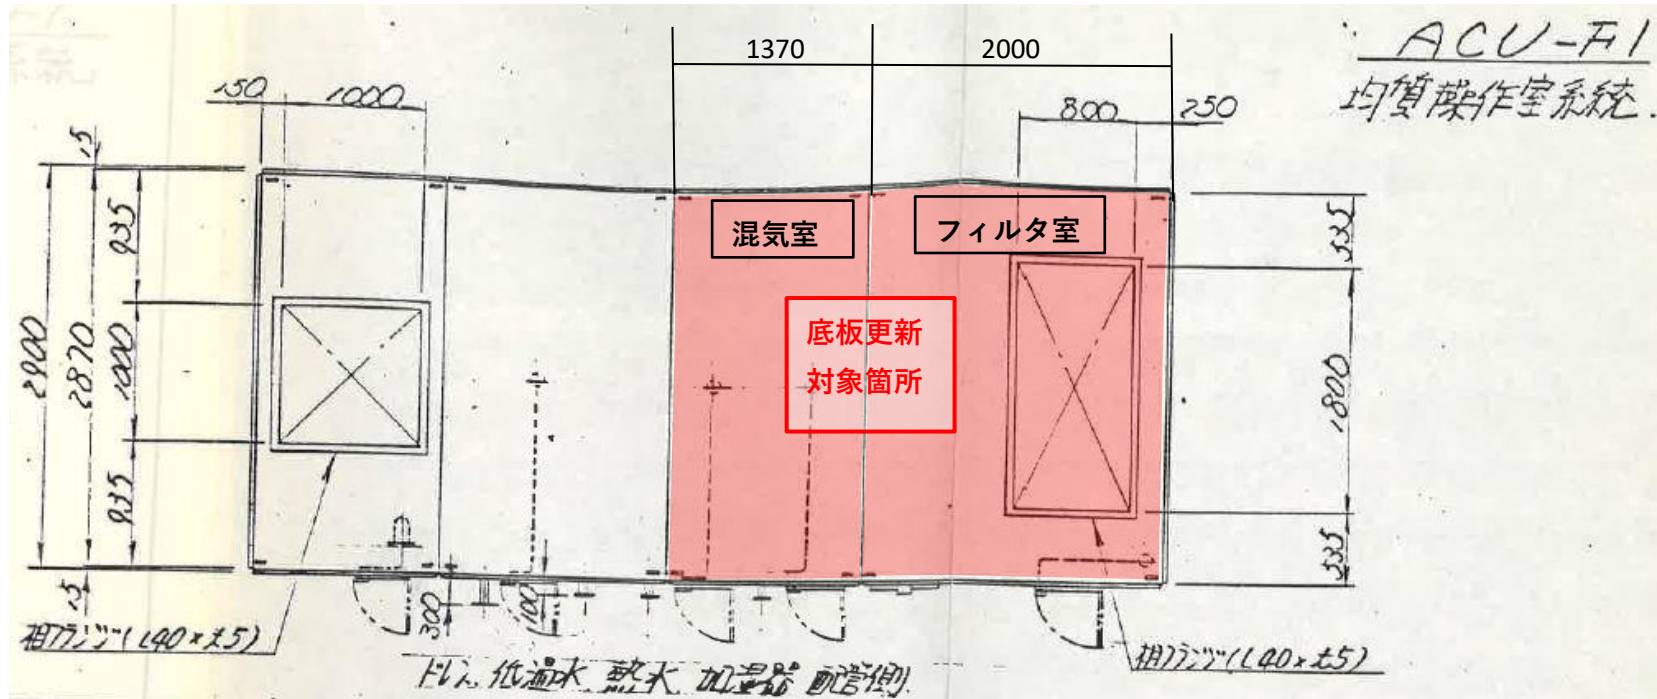 ACU-F1
均質操作室系統.
1370
2000
150
1000
800
250
15
2900
2870
935
1000
935
15
混気室
フィルタ室
底板更新
対象箇所
535
1800
535
300
100
相フランジ(L40×t5)
相フランジ(L40×t5)
ドレン 低温水 熱水 加湿器 配管側